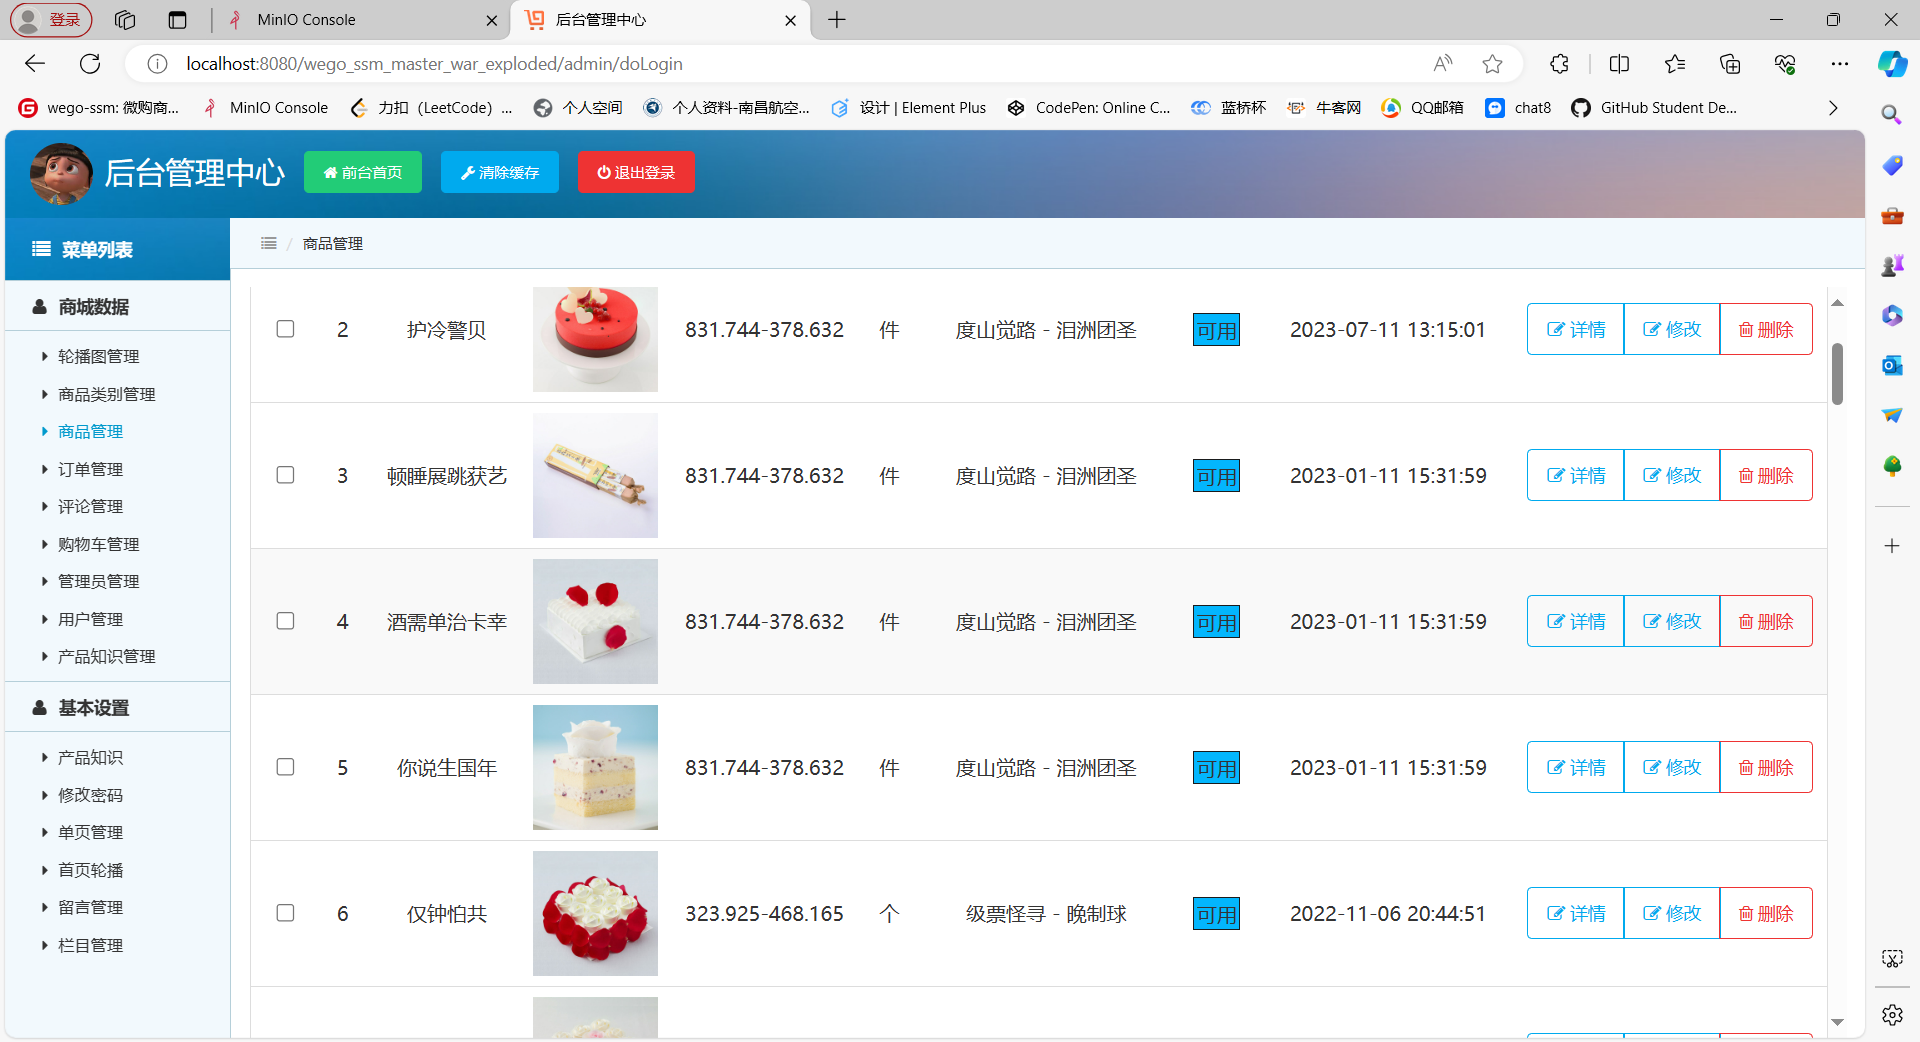 登录
MinIO Console
后台管理中心
localhost:8080/wego_ssm_master_war_exploded/admin/doLogin
wego-ssm: 微购商...
MinIO Console
力扣 (LeetCode) ...
个人空间
个人资料-南昌航空...
设计 | Element Plus
CodePen: Online C...
蓝桥杯
牛客网
QQ邮箱
chat8
GitHub Student De...
后台管理中心
前台首页
清除缓存
退出登录
菜单列表
商品管理
商城数据
轮播图管理
商品类别管理
商品管理
订单管理
评论管理
购物车管理
管理员管理
用户管理
产品知识管理
基本设置
产品知识
修改密码
单页管理
首页轮播
留言管理
栏目管理
2 护冷警贝 831.744-378.632 件 度山觉路 - 泪洲团圣 可用 2023-07-11 13:15:01 详情 修改 删除
3 顿睡展跳获艺 831.744-378.632 件 度山觉路 - 泪洲团圣 可用 2023-01-11 15:31:59 详情 修改 删除
4 酒需单治卡幸 831.744-378.632 件 度山觉路 - 泪洲团圣 可用 2023-01-11 15:31:59 详情 修改 删除
5 你说生国年 831.744-378.632 件 度山觉路 - 泪洲团圣 可用 2023-01-11 15:31:59 详情 修改 删除
6 仅钟怕共 323.925-468.165 个 级票怪寻 - 晚制球 可用 2022-11-06 20:44:51 详情 修改 删除